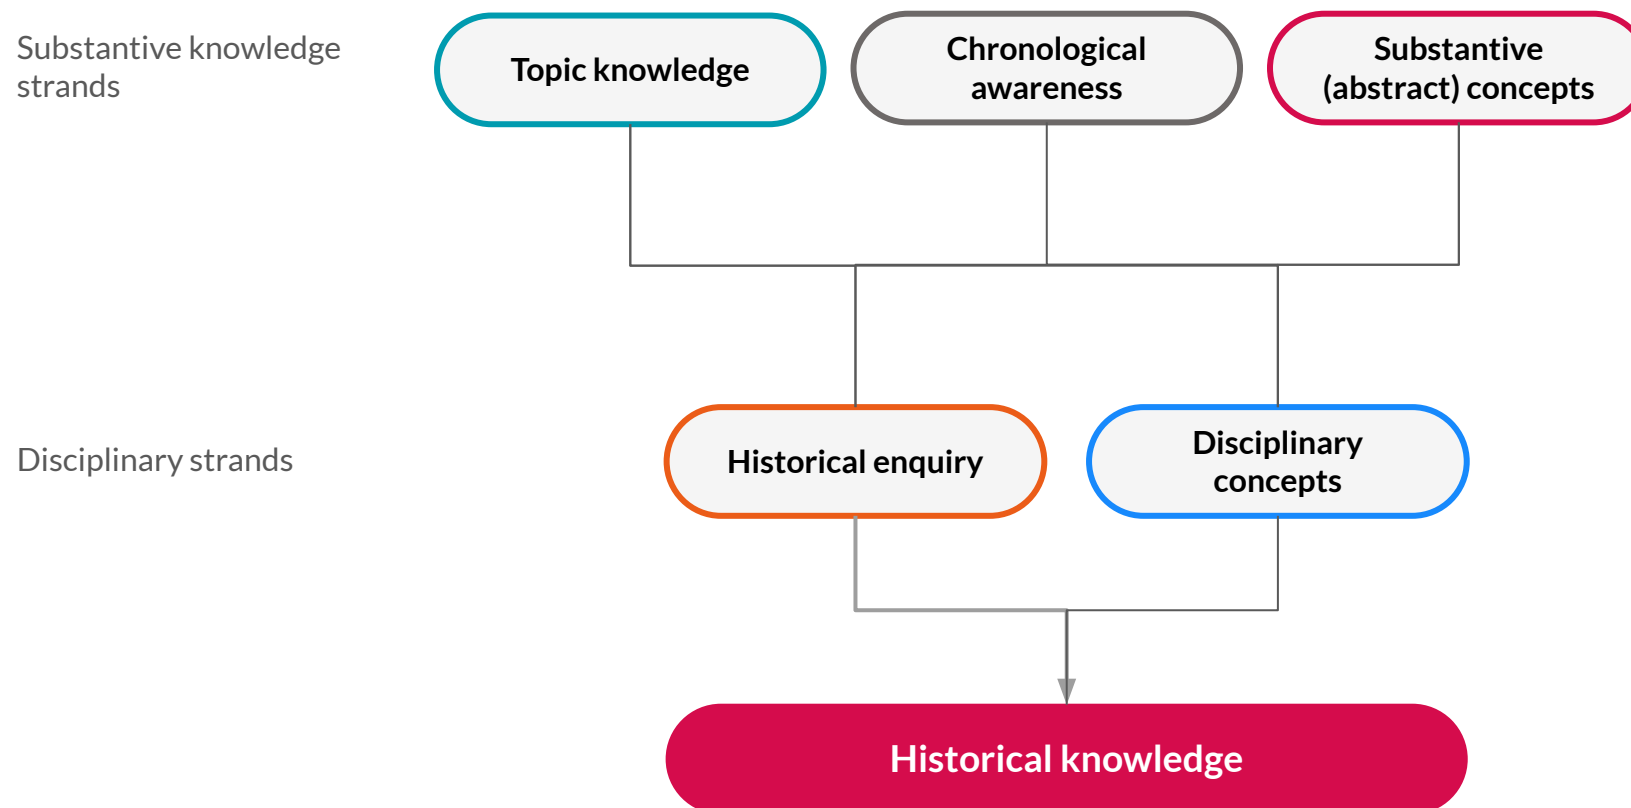 Substantive knowledge
strands
Topic knowledge
Chronological
awareness
Substantive
(abstract) concepts
Disciplinary strands
Historical enquiry
Disciplinary
concepts
Historical knowledge